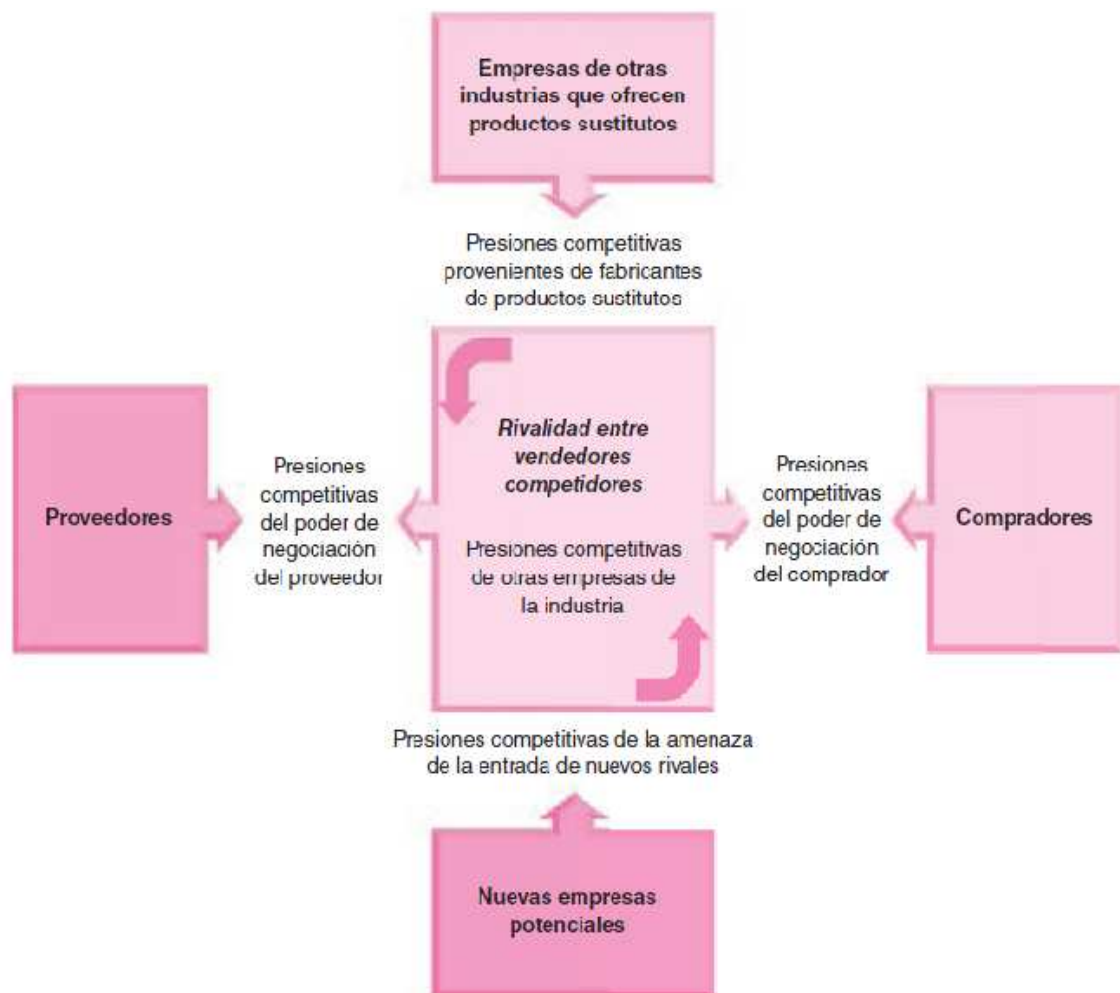 Empresas de otras
industrias que ofrecen
productos sustitutos
Presiones competitivas
provenientes de fabricantes
de productos sustitutos
Proveedores
Presiones
competitivas
del poder de
negociación
del proveedor
Rivalidad entre
vendedores
competidores
Presiones competitivas
de otras empresas de
la industria
Presiones
competitivas
del poder de
negociación
del comprador
Compradores
Presiones competitivas de la amenaza
de la entrada de nuevos rivales
Nuevas empresas
potenciales